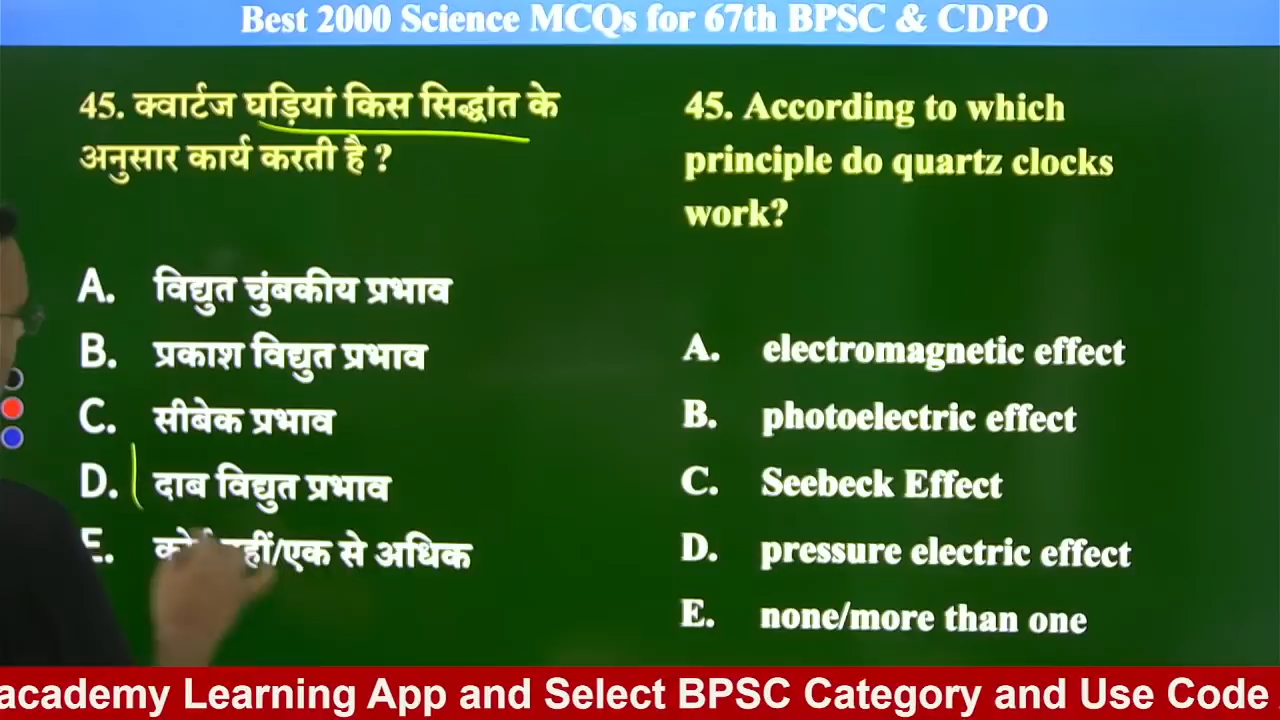 Best 2000 Science MCQs for 67th BPSC & CDPO
45. क्वार्टज घड़ियां किस सिद्धांत के
अनुसार कार्य करती है ?
A. विद्युत चुंबकीय प्रभाव
B. प्रकाश विद्युत प्रभाव
C. सीबेक प्रभाव
D. दाब विद्युत प्रभाव
E. से अधिक
45. According to which
principle do quartz clocks
work?
A. electromagnetic effect
B. photoelectric effect
C. Seebeck Effect
D. pressure electric effect
E. none/more than one
academy Learning App and Select BPSC Category and Use Code